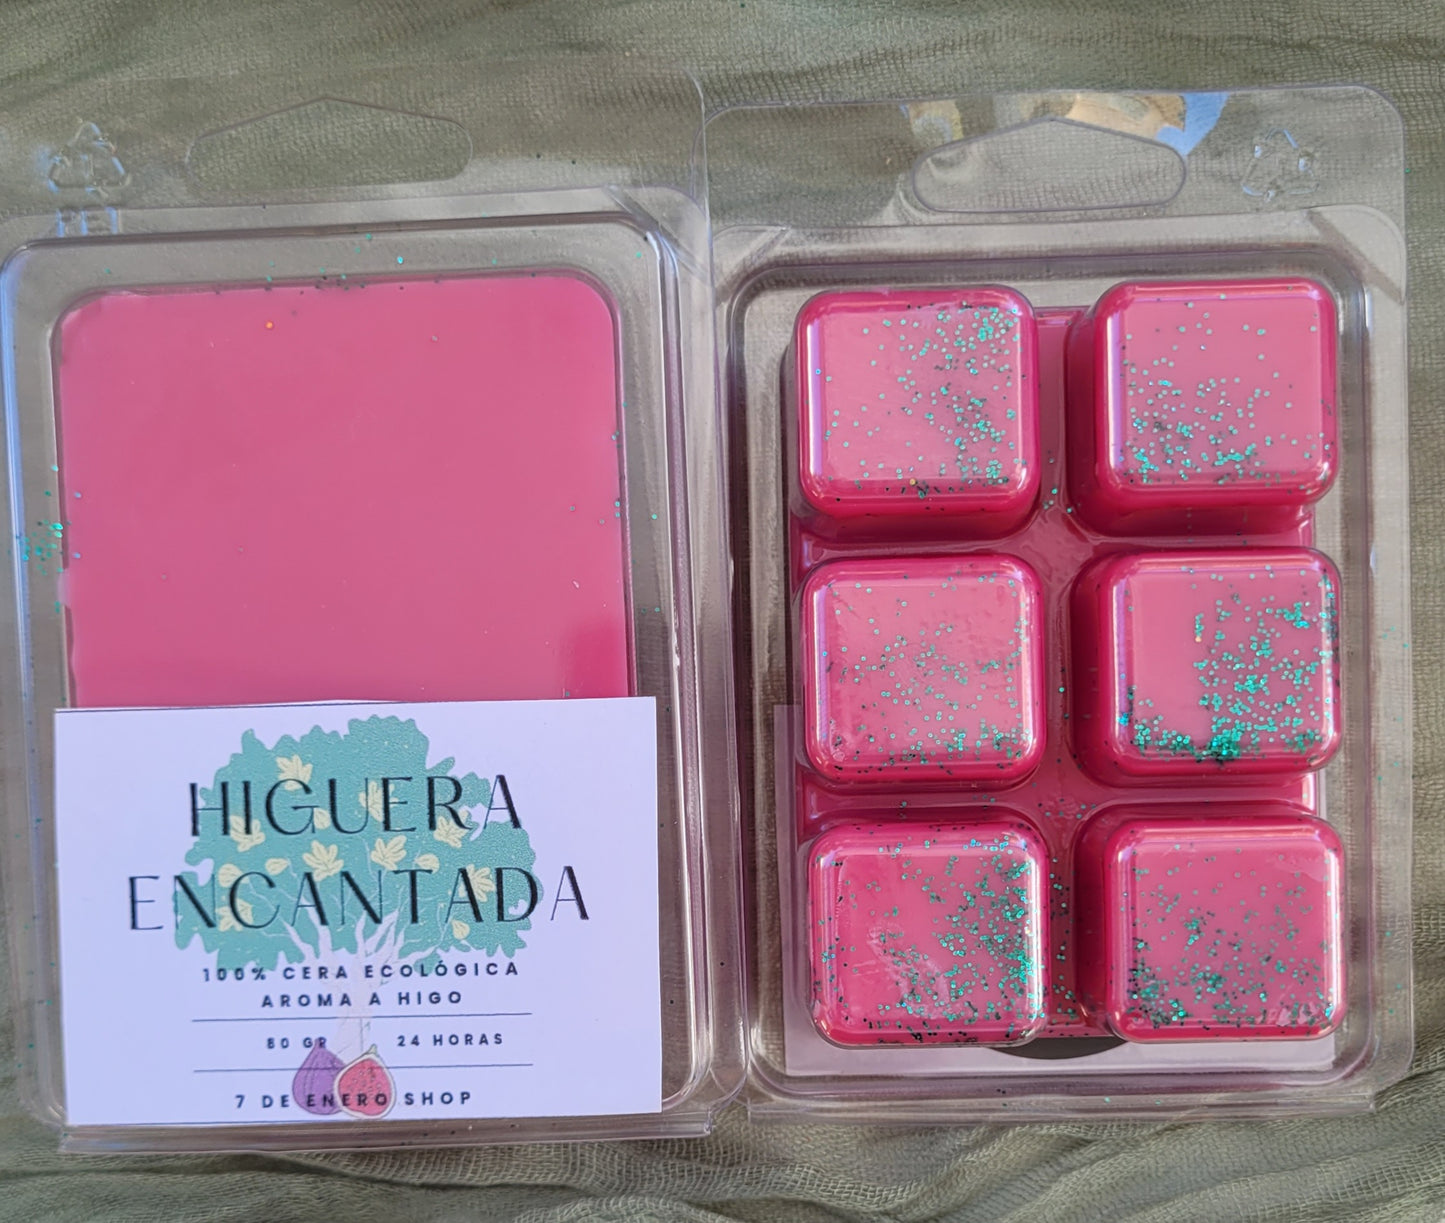 HIGUERA
ENCANTADA
100% CERA ECOLÓGICA
AROMA A HIGO
80 GR 24 HORAS
7 DE ENERO SHOP